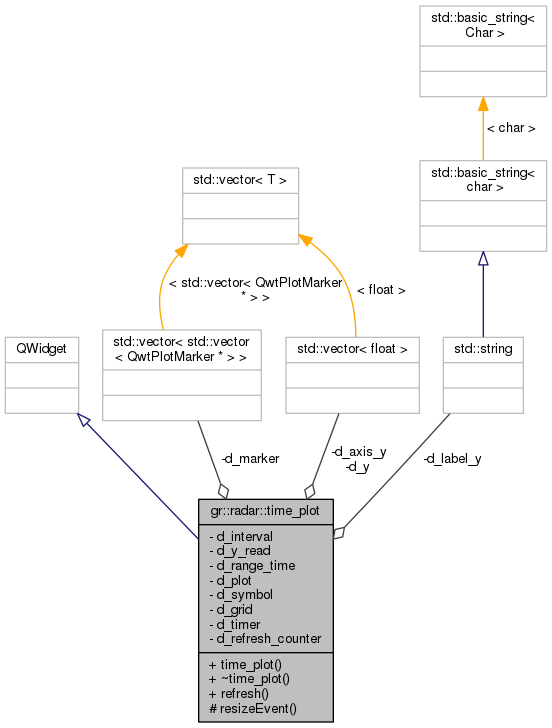 std::basic_string<
Char >
< char >
std::basic_string<
char >
std::vector< T >
< std::vector< QwtPlotMarker
* > >
< float >
QWidget
std::vector< std::vector
< QwtPlotMarker * > >
std::vector< float >
std::string
-d_marker
-d_axis_y
-d_y
-d_label_y
gr::radar::time_plot
- d_interval
- d_y_read
- d_range_time
- d_plot
- d_symbol
- d_grid
- d_timer
- d_refresh_counter
+ time_plot()
+ ~time_plot()
+ refresh()
# resizeEvent()